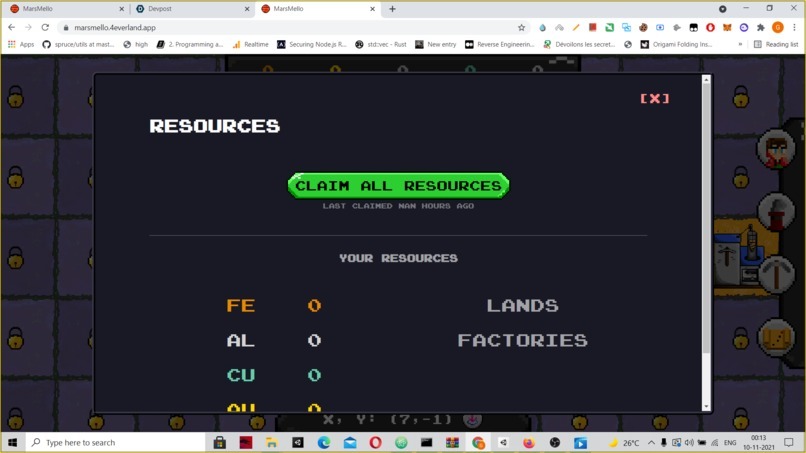 MarsMello
Devpost
MarsMello
marsmello.4everland.app
Apps
spruce/utils at mast...
high
2. Programming a...
Realtime
Securing Node.js R...
std::vec - Rust
New entry
Reverse Engineering...
Dévoilons les secret...
Origami Folding Ins...
»
Reading list
[X]
RESOURCES
CLAIM ALL RESOURCES
LAST CLAIMED NAN HOURS AGO
YOUR RESOURCES
FE 0 LANDS
AL 0 FACTORIES
CU 0
AU 0
X, Y: (7,-1)
Type here to search
26°C
ENG
00:13
10-11-2021